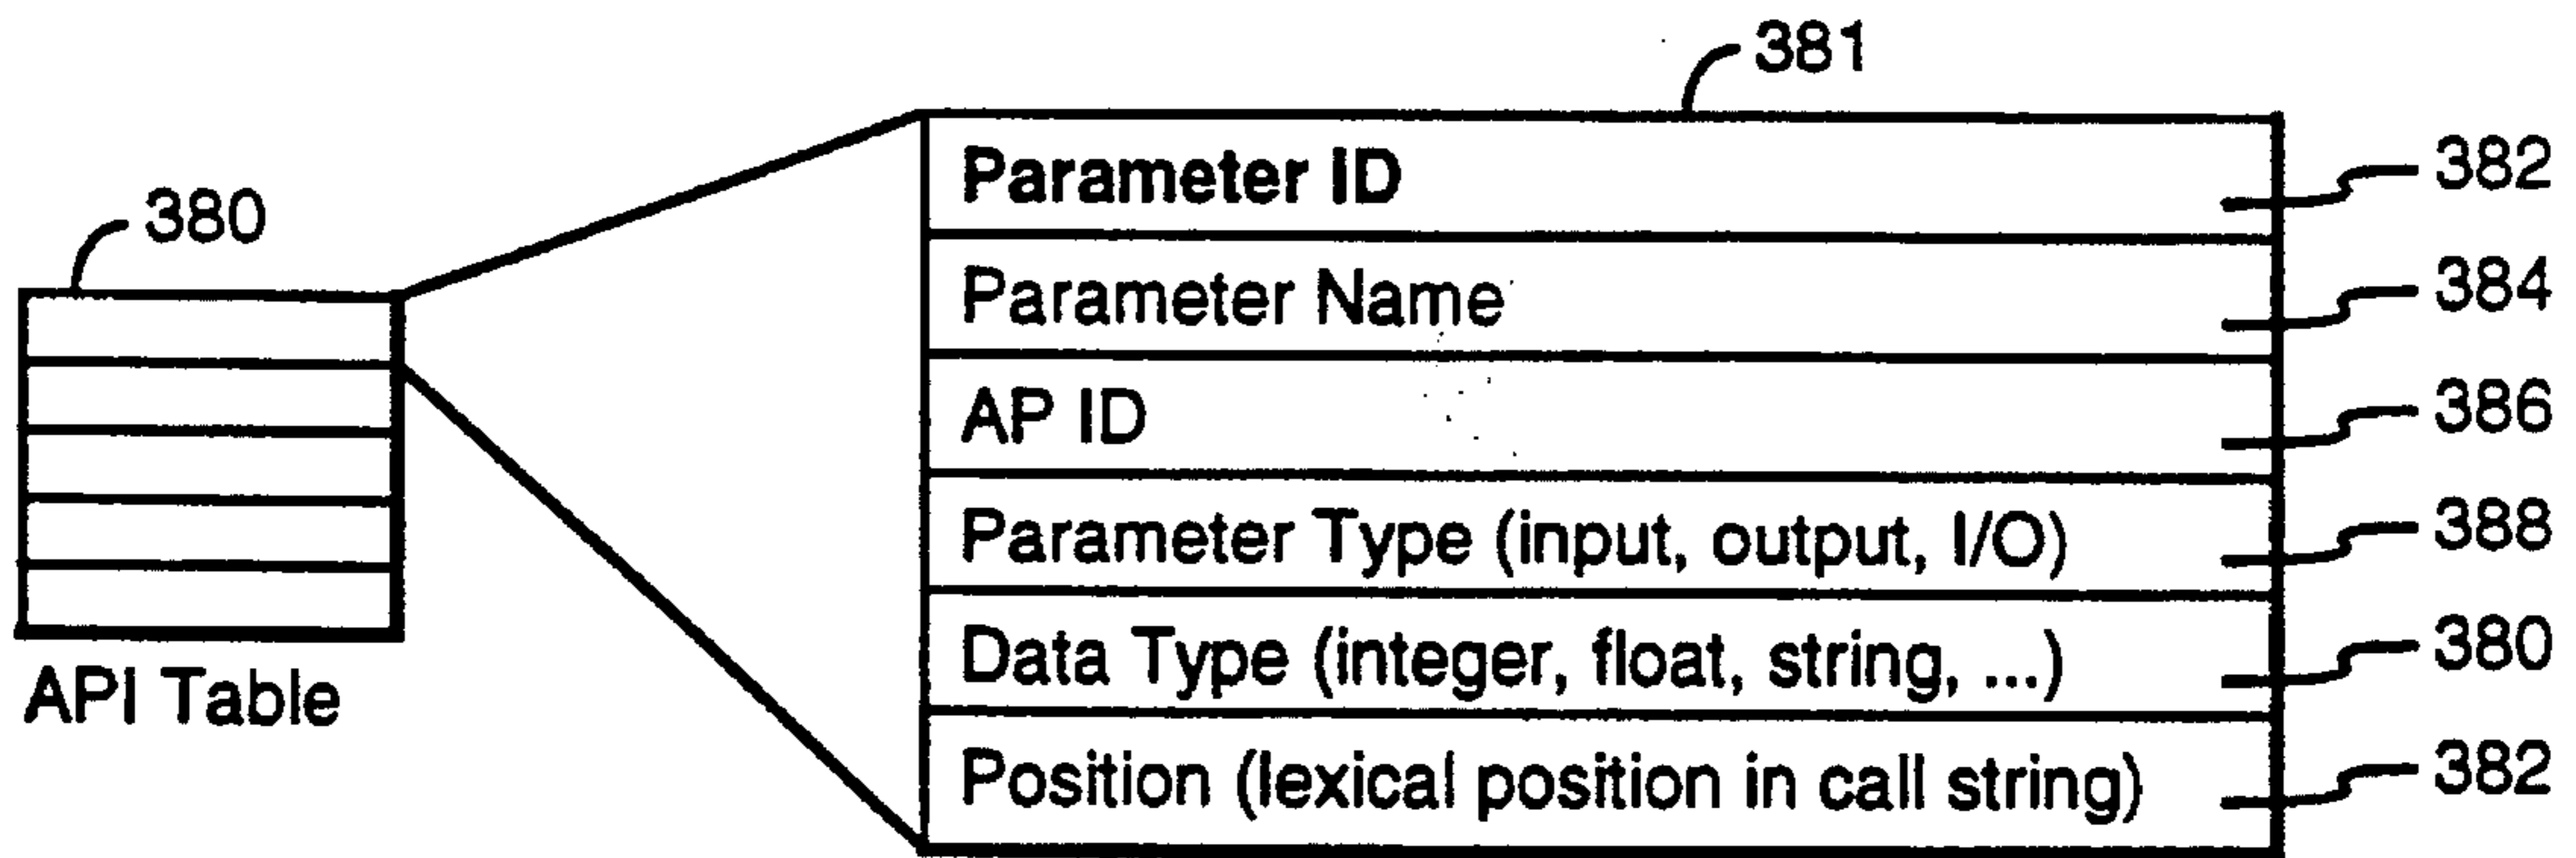 381
Parameter ID
382
380
Parameter Name
384
AP ID
386
Parameter Type (input, output, I/O)
388
Data Type (integer, float, string, ...)
380
API Table
Position (lexical position in call string)
382